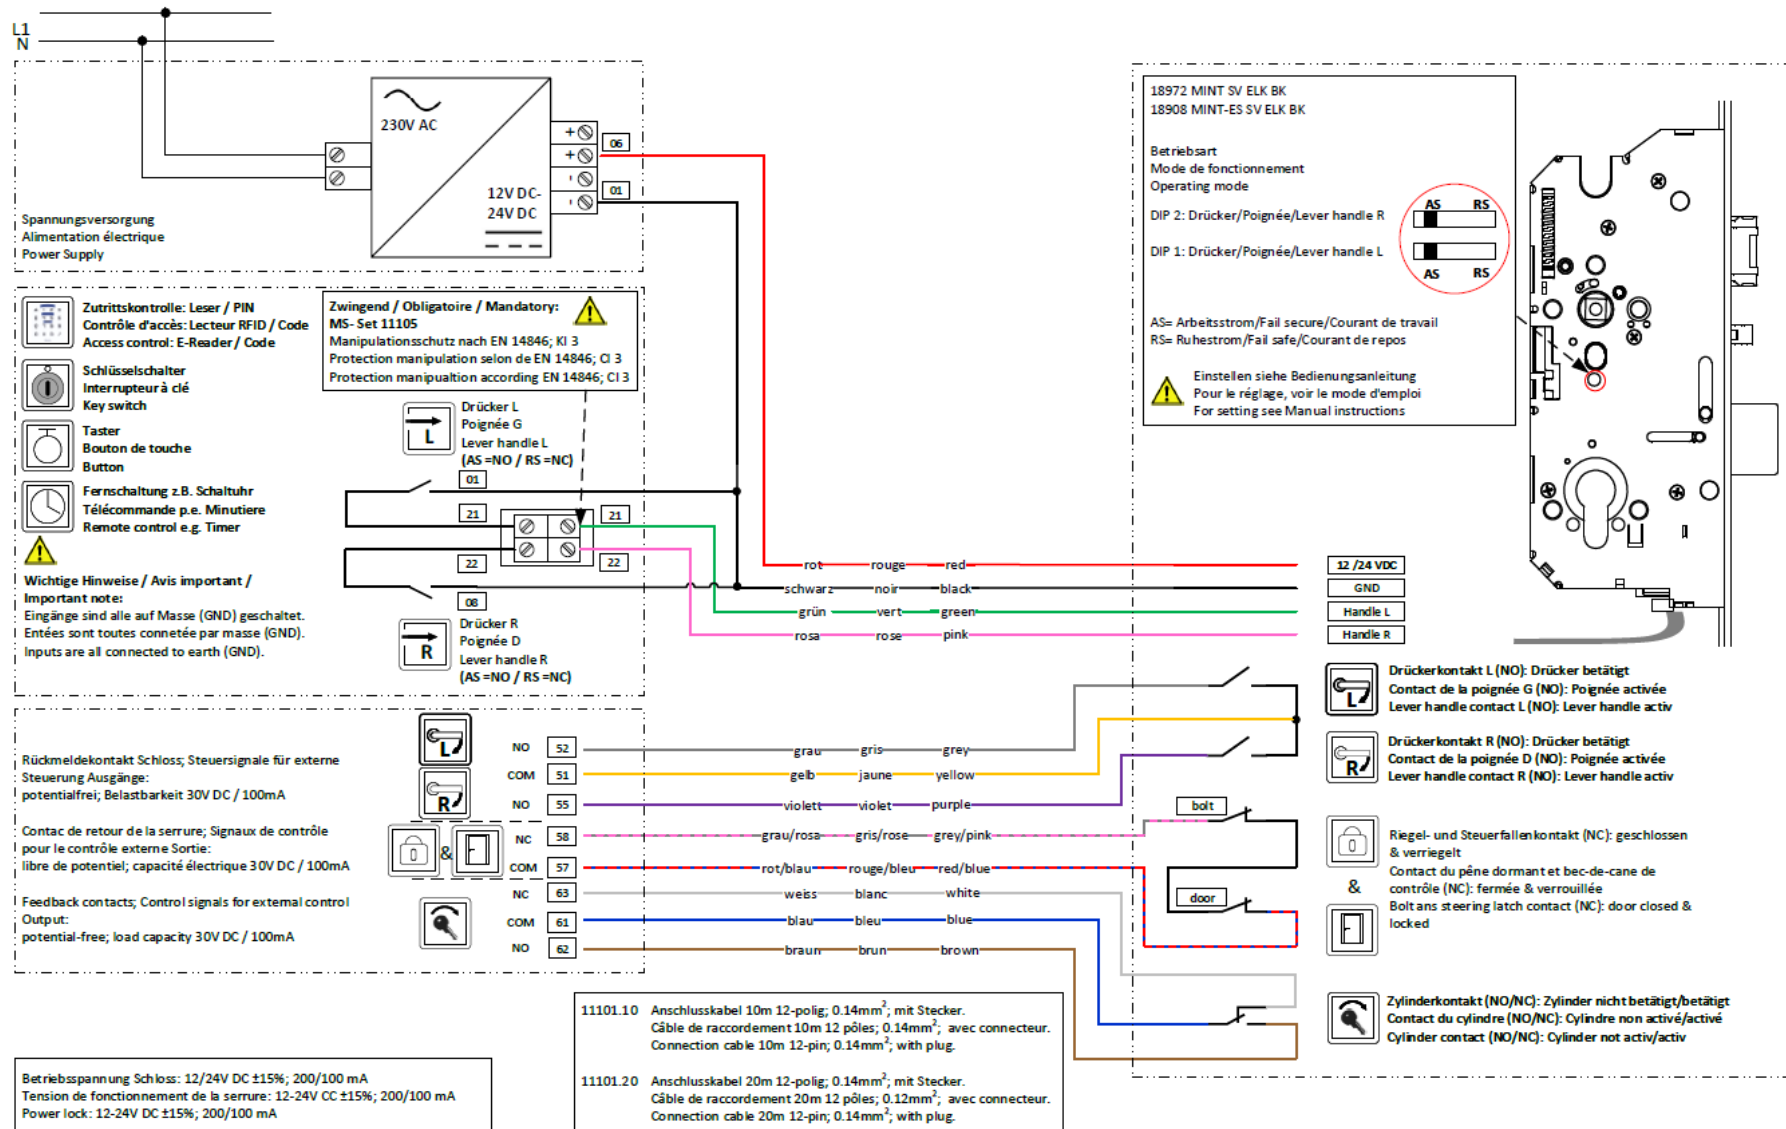 L1
N
230V AC
12V DC-
24V DC
+
+
-
-
06
01
Spannungsversorgung
Alimentation électrique
Power Supply
Zutrittskontrolle: Leser / PIN
Contrôle d'accès: Lecteur RFID / Code
Access control: E-Reader / Code
Schlüsselschalter
Interrupteur à clé
Key switch
Taster
Bouton de touche
Button
Fernschaltung z.B. Schaltuhr
Télécommande p.e. Minutiere
Remote control e.g. Timer
Wichtige Hinweise / Avis important /
Important note:
Eingänge sind alle auf Masse (GND) geschaltet.
Entées sont toutes connetée par masse (GND).
Inputs are all connected to earth (GND).
Zwingend / Obligatoire / Mandatory:
MS- Set 11105
Manipulationsschutz nach EN 14846; Kl 3
Protection manipulation selon de EN 14846; Cl 3
Protection manipualtion according EN 14846; Cl 3
L
Drücker L
Poignée G
Lever handle L
(AS =NO / RS =NC)
01
21
21
22
22
08
R
Drücker R
Poignée D
Lever handle R
(AS =NO / RS =NC)
rot rouge red
schwarz noir black
grün vert green
rosa rose pink
12 /24 VDC
GND
Handle L
Handle R
18972 MINT SV ELK BK
18908 MINT-ES SV ELK BK
Betriebsart
Mode de fonctionnement
Operating mode
DIP 2: Drücker/Poignée/Lever handle R
DIP 1: Drücker/Poignée/Lever handle L
AS RS
AS RS
AS= Arbeitsstrom/Fail secure/Courant de travail
RS= Ruhestrom/Fail safe/Courant de repos
Einstellen siehe Bedienungsanleitung
Pour le réglage, voir le mode d'emploi
For setting see Manual instructions
Rückmeldekontakt Schloss; Steuersignale für externe
Steuerung Ausgänge:
potentialfrei; Belastbarkeit 30V DC / 100mA
Contac de retour de la serrure; Signaux de contrôle
pour le contrôle externe Sortie:
libre de potentiel; capacité électrique 30V DC / 100mA
Feedback contacts; Control signals for external control
Output:
potential-free; load capacity 30V DC / 100mA
L
R
&
NO 52
COM 51
NO 55
NC 58
COM 57
NC 63
COM 61
NO 62
grau gris grey
gelb jaune yellow
violett violet purple
grau/rosa gris/rose grey/pink
rot/blau rouge/bleu red/blue
weiss blanc white
blau bleu blue
braun brun brown
bolt
door
L
Drückerkontakt L (NO): Drücker betätigt
Contact de la poignée G (NO): Poignée activée
Lever handle contact L (NO): Lever handle activ
R
Drückerkontakt R (NO): Drücker betätigt
Contact de la poignée D (NO): Poignée activée
Lever handle contact R (NO): Lever handle activ
&
Riegel- und Steuerfallenkontakt (NC): geschlossen
& verriegelt
Contact du pêne dormant et bec-de-cane de
contrôle (NC): fermée & verrouillée
Bolt ans steering latch contact (NC): door closed &
locked
Zylinderkontakt (NO/NC): Zylinder nicht betätigt/betätigt
Contact du cylindre (NO/NC): Cylindre non activé/activé
Cylinder contact (NO/NC): Cylinder not activ/activ
11101.10 Anschlusskabel 10m 12-polig; 0.14mm²; mit Stecker.
Câble de raccordement 10m 12 pôles; 0.14mm²; avec connecteur.
Connection cable 10m 12-pin; 0.14mm²; with plug.
11101.20 Anschlusskabel 20m 12-polig; 0.14mm²; mit Stecker.
Câble de raccordement 20m 12 pôles; 0.12mm²; avec connecteur.
Connection cable 20m 12-pin; 0.14mm²; with plug.
Betriebsspannung Schloss: 12/24V DC ±15%; 200/100 mA
Tension de fonctionnement de la serrure: 12-24V CC ±15%; 200/100 mA
Power lock: 12-24V DC ±15%; 200/100 mA